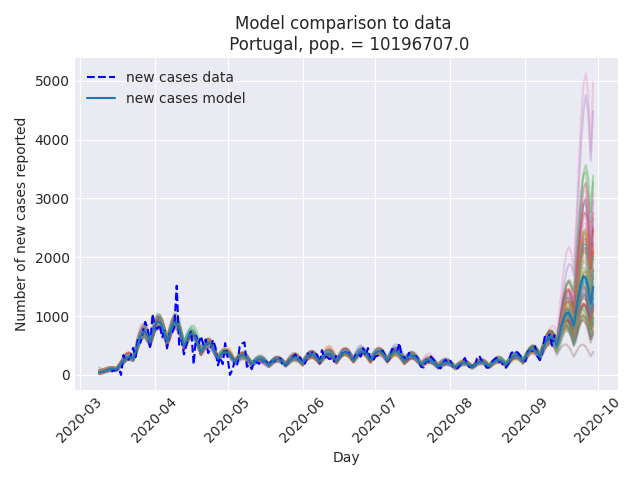 Model comparison to data
Portugal, pop. = 10196707.0
new cases data
new cases model
Number of new cases reported
5000
4000
3000
2000
1000
0
2020-03
2020-04
2020-05
2020-06
2020-07
2020-08
2020-09
2020-10
Day